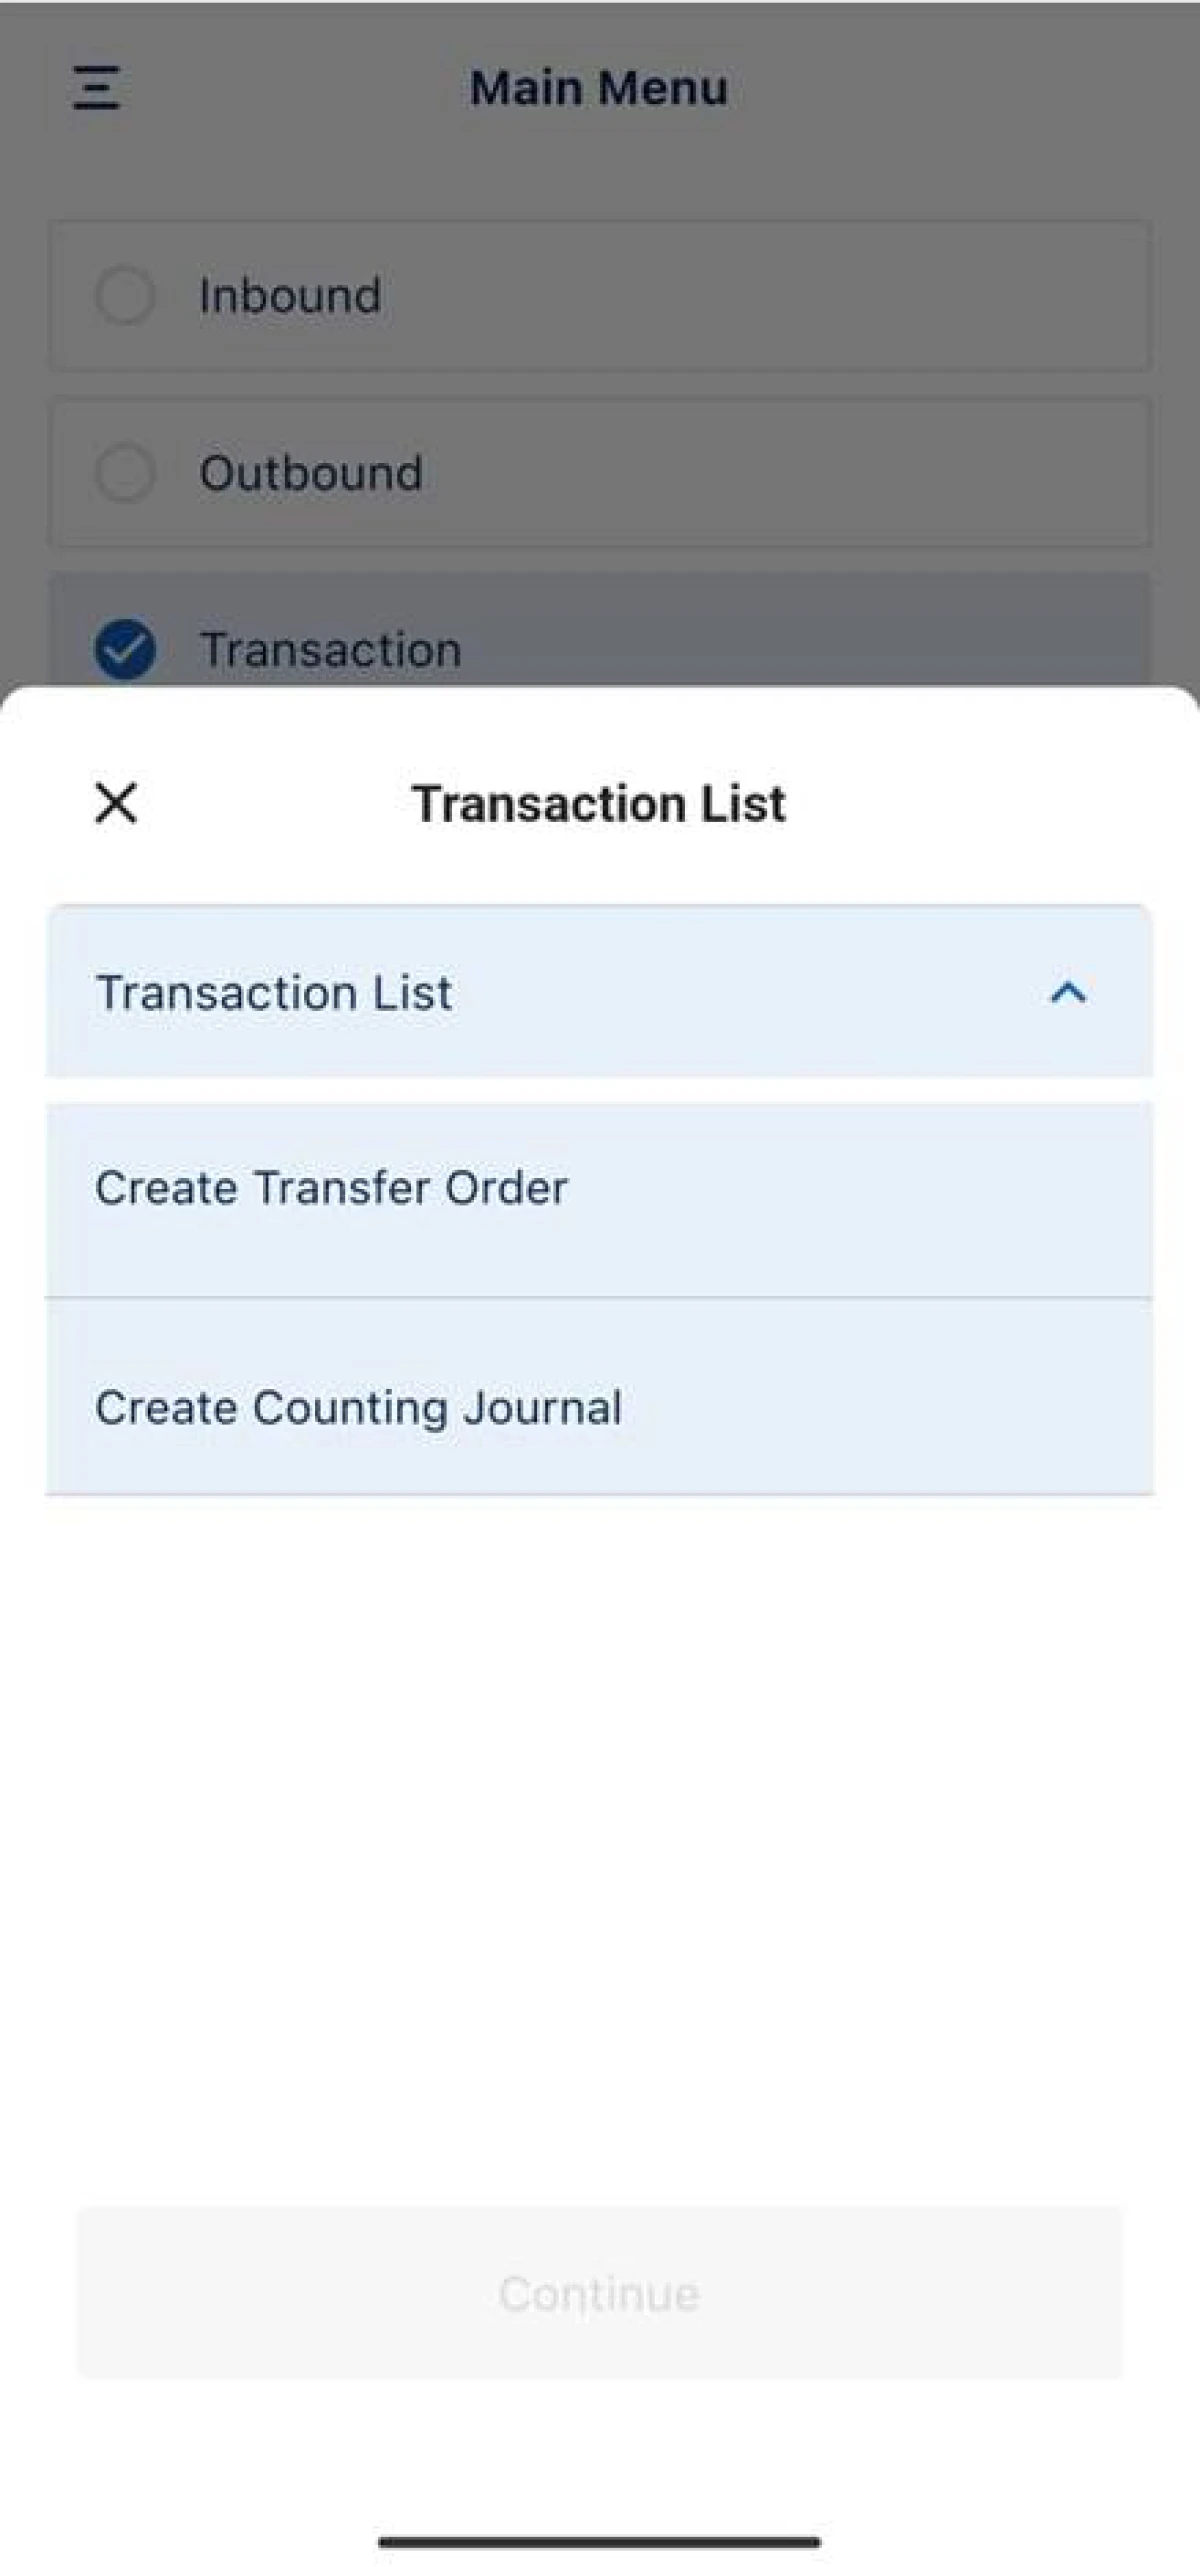 Main Menu
Inbound
Outbound
Transaction
Transaction List
Transaction List
Create Transfer Order
Create Counting Journal
Continue